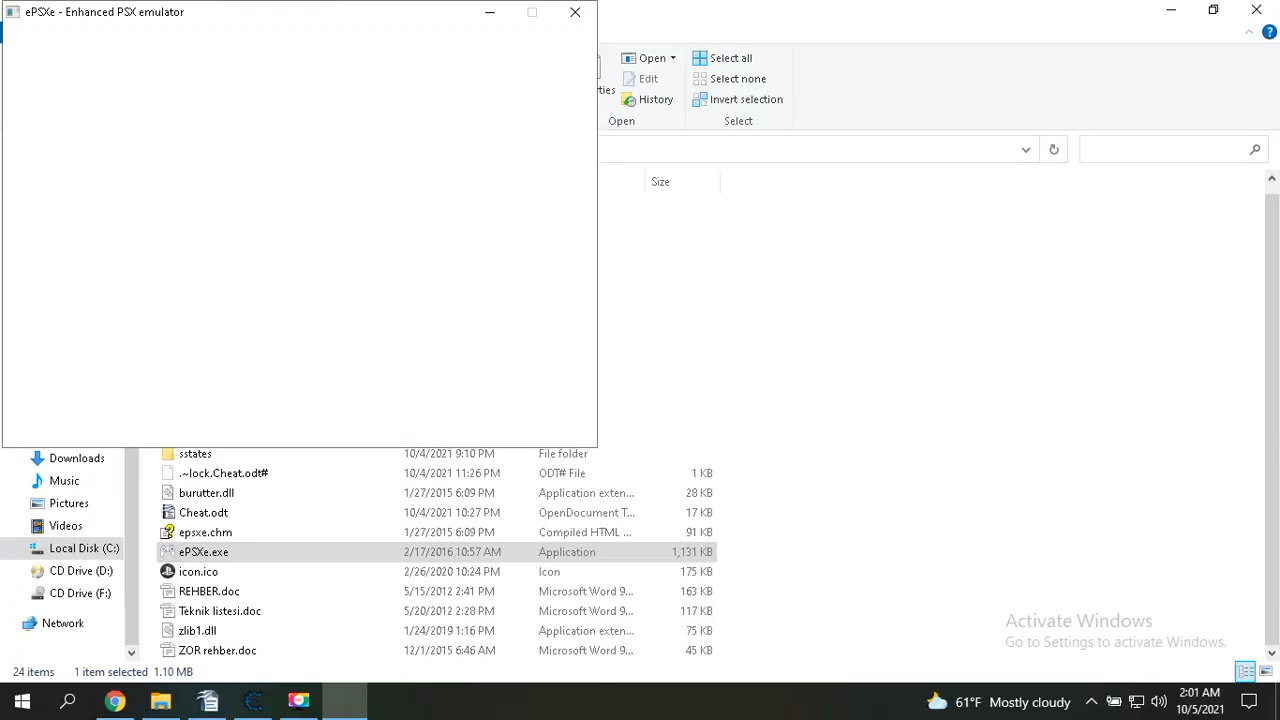 ePSXe - Enhanced PSX emulator
Open
Select all
Edit
Select none
rties
History
Invert selection
Open
Select
Size
sstates 10/4/2021 9:10 PM File folder
Downloads
.~lock.Cheat.odt# 10/4/2021 11:26 PM ODT# File 1 KB
Music
burutter.dll 1/27/2015 6:09 PM Application exten... 28 KB
Pictures
Cheat.odt 10/4/2021 10:27 PM OpenDocument T... 17 KB
Videos
epsxe.chm 1/27/2015 6:09 PM Compiled HTML ... 91 KB
Local Disk (C:)
ePSXe.exe 2/17/2016 10:57 AM Application 1,131 KB
CD Drive (D:)
icon.ico 2/26/2020 10:24 PM Icon 175 KB
CD Drive (F:)
REHBER.doc 5/15/2012 2:41 PM Microsoft Word 9... 163 KB
Teknik listesi.doc 5/20/2012 2:28 PM Microsoft Word 9... 117 KB
Network
zlib1.dll 1/24/2019 1:16 PM Application exten... 75 KB
ZOR rehber.doc 12/1/2015 6:46 AM Microsoft Word 9... 45 KB
Activate Windows
Go to Settings to activate Windows.
24 items 1 item selected 1.10 MB
61°F Mostly cloudy
2:01 AM
10/5/2021